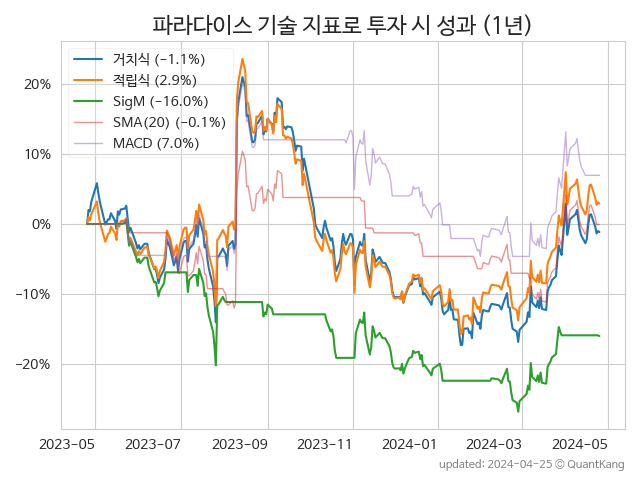 파라다이스 기술 지표로 투자 시 성과 (1년)
거치식 (−1.1%)
적립식 (2.9%)
SigM (−16.0%)
SMA(20) (−0.1%)
MACD (7.0%)
20%
10%
0%
−10%
−20%
2023−05 2023−07 2023−09 2023−11 2024−01 2024−03 2024−05
updated: 2024−04−25 © QuantKang